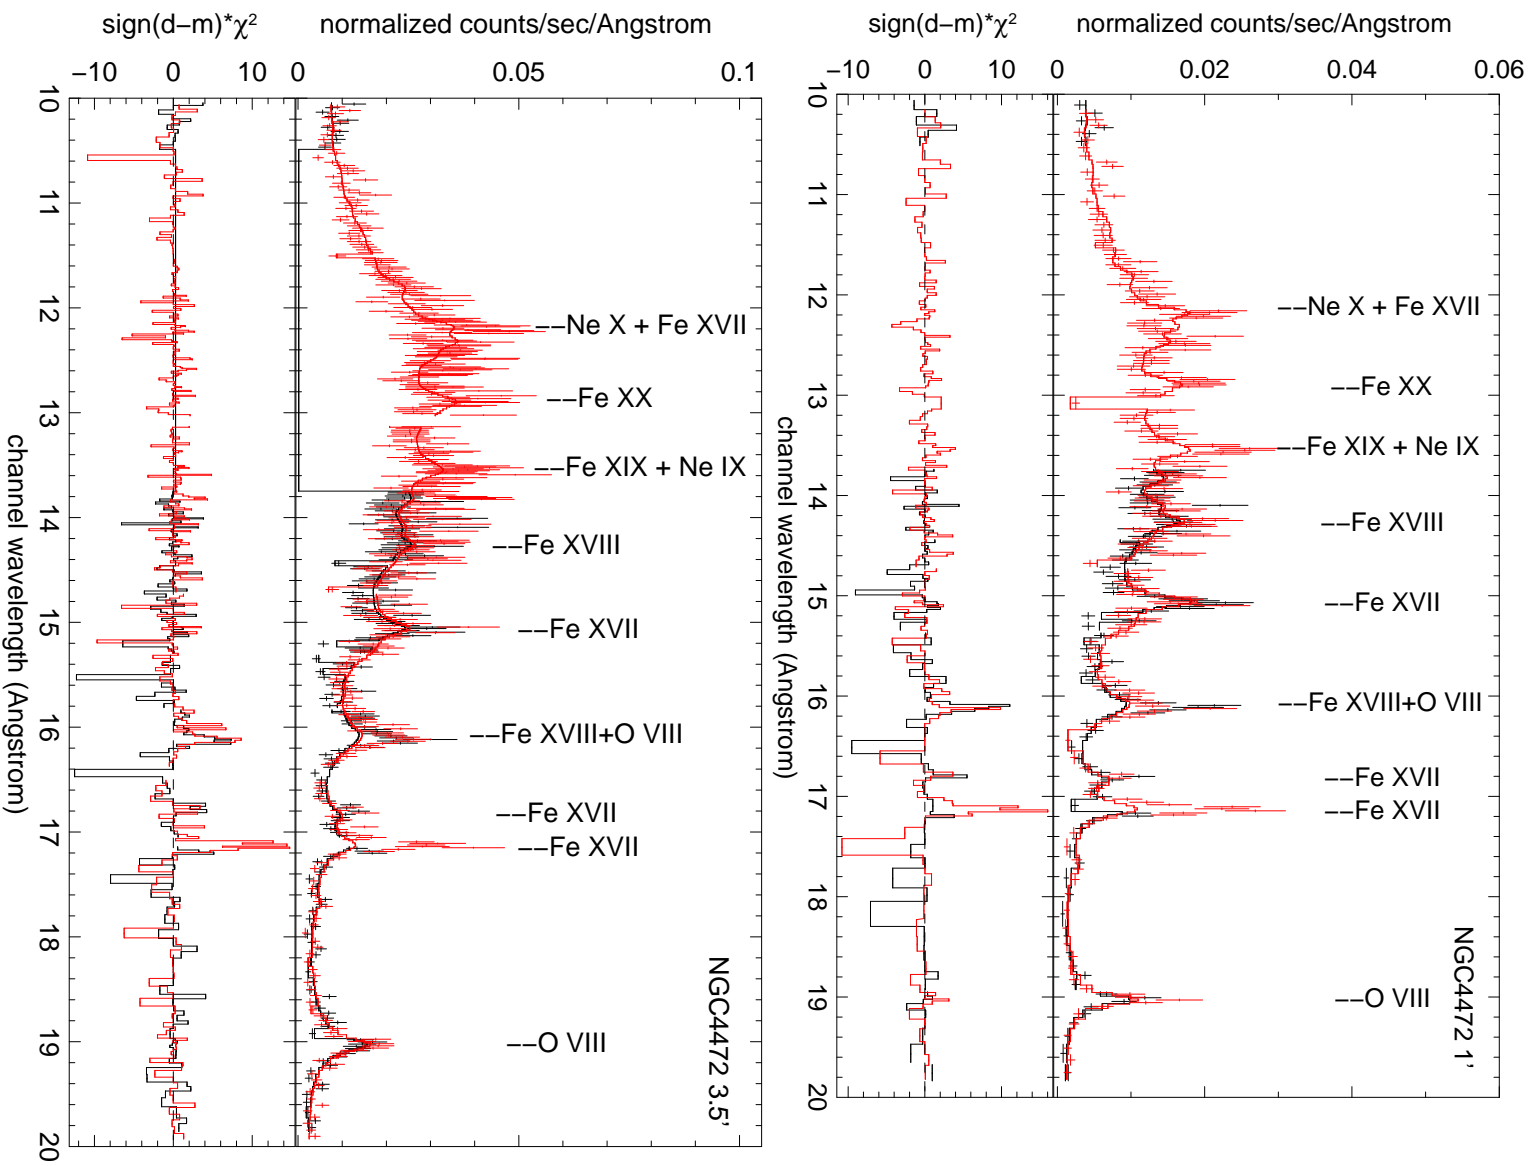 sign(d−m)*χ²
normalized counts/sec/Angstrom
−10 0 10 0 0.05 0.1
10
11
12
13
14
15
16
17
18
19
20
channel wavelength (Angstrom)
−−Ne X + Fe XVII
−−Fe XX
−−Fe XIX + Ne IX
−−Fe XVIII
−−Fe XVII
−−Fe XVIII+O VIII
−−Fe XVII
−−Fe XVII
−−O VIII
NGC4472 3.5'
sign(d−m)*χ²
normalized counts/sec/Angstrom
−10 0 10 0 0.02 0.04 0.06
10
11
12
13
14
15
16
17
18
19
20
channel wavelength (Angstrom)
−−Ne X + Fe XVII
−−Fe XX
−−Fe XIX + Ne IX
−−Fe XVIII
−−Fe XVII
−−Fe XVIII+O VIII
−−Fe XVII
−−Fe XVII
−−O VIII
NGC4472 1'